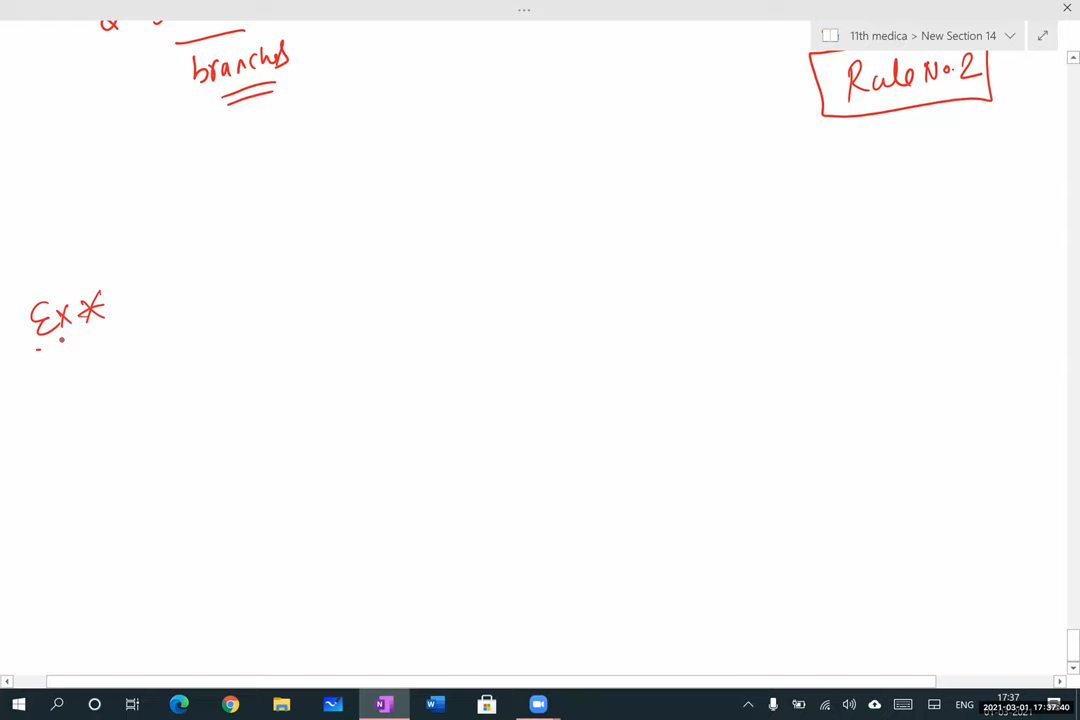 ...
11th medica > New Section 14
&
branches
Rule No. 2
Ex *
ENG
17:37
2021-03-01 17:37:40